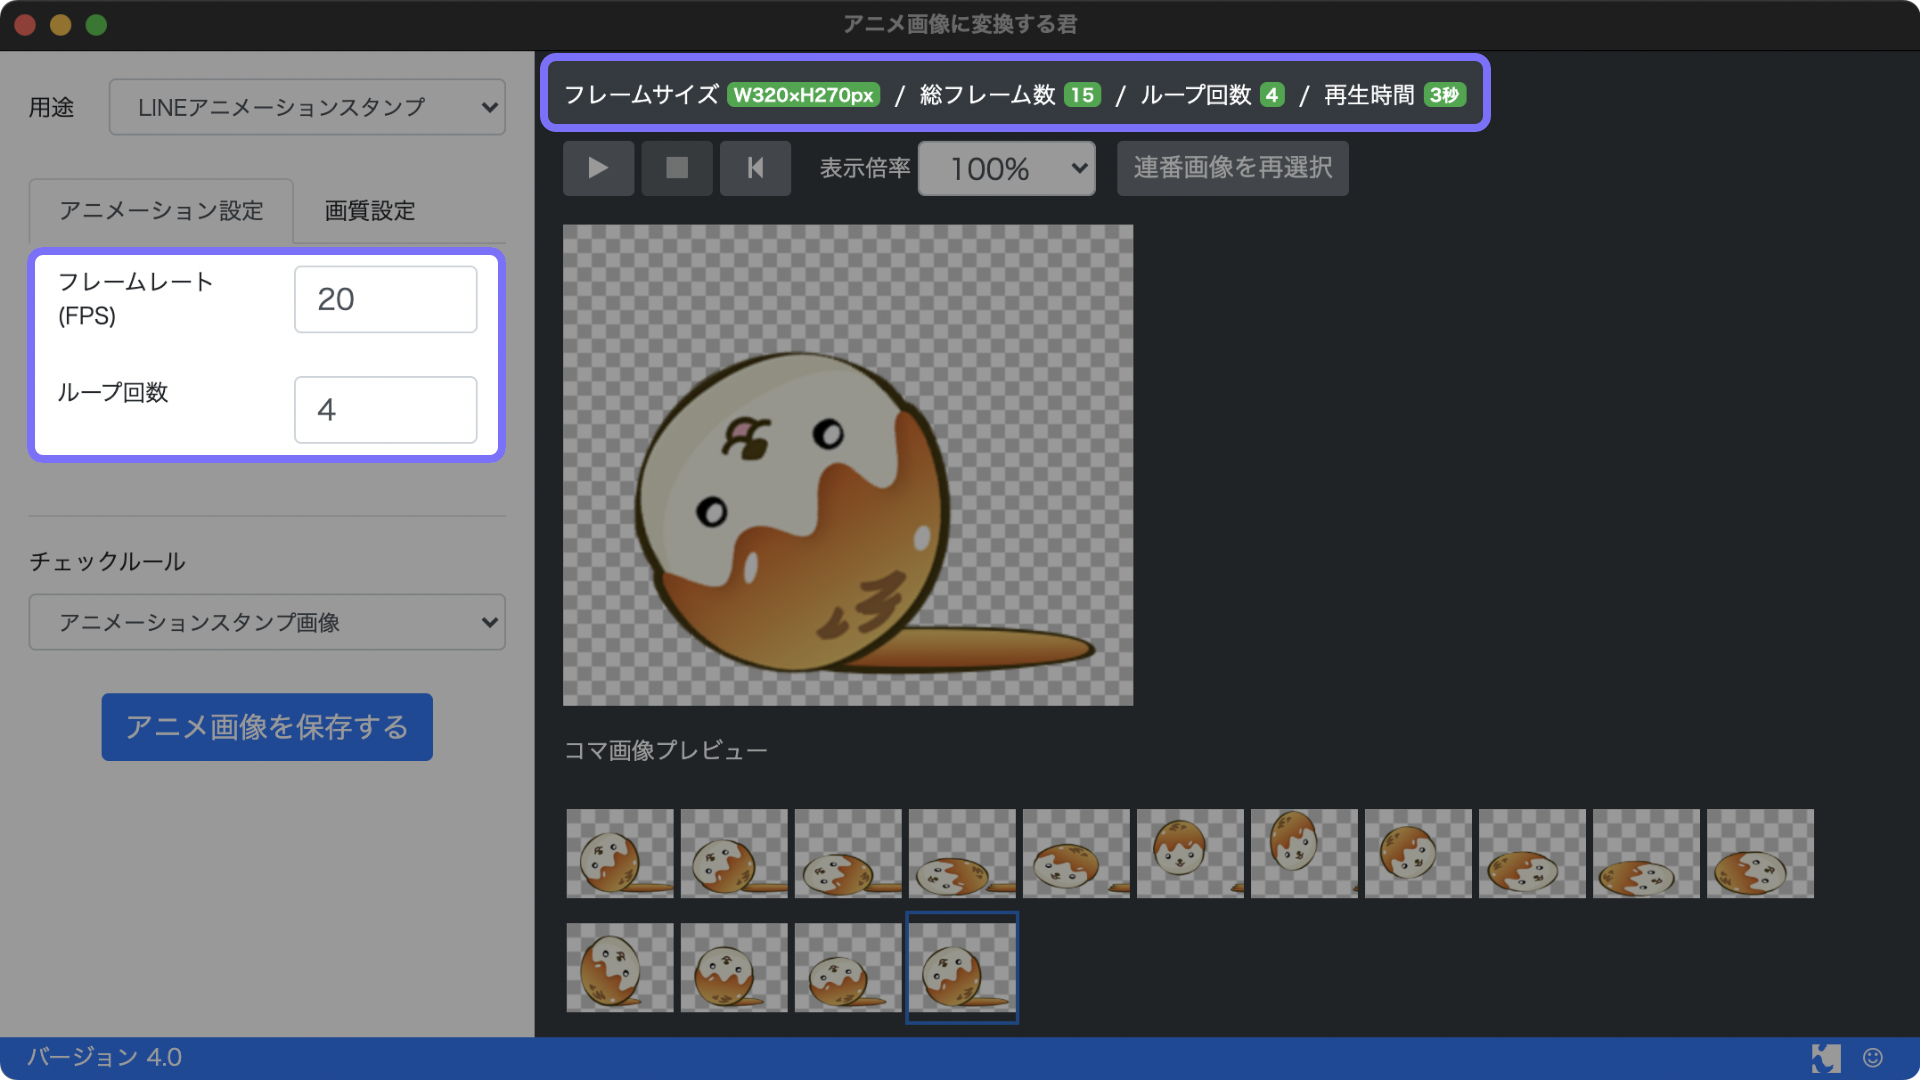 アニメ画像に変換する君
用途
LINEアニメーションスタンプ
アニメーション設定
画質設定
フレームレート
(FPS)
20
ループ回数
4
チェックルール
アニメーションスタンプ画像
アニメ画像を保存する
フレームサイズ W320×H270px / 総フレーム数 15 / ループ回数 4 / 再生時間 3秒
表示倍率 100% 連番画像を再選択
コマ画像プレビュー
バージョン 4.0